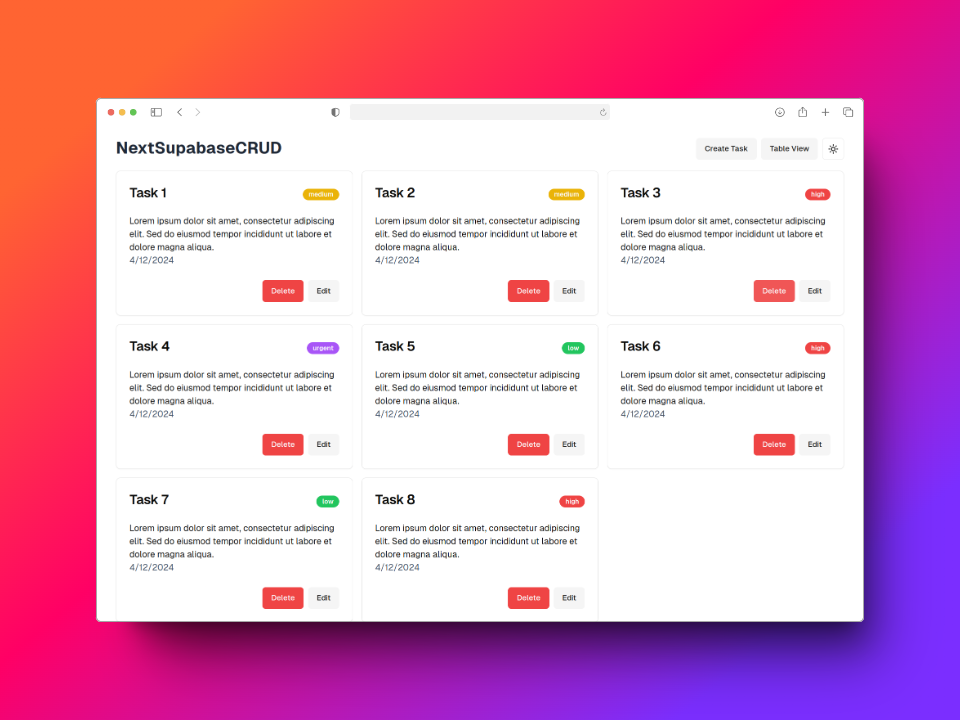 NextSupabaseCRUD
Create Task
Table View
Task 1
medium
Lorem ipsum dolor sit amet, consectetur adipiscing
elit. Sed do eiusmod tempor incididunt ut labore et
dolore magna aliqua.
4/12/2024
Delete
Edit
Task 2
medium
Lorem ipsum dolor sit amet, consectetur adipiscing
elit. Sed do eiusmod tempor incididunt ut labore et
dolore magna aliqua.
4/12/2024
Delete
Edit
Task 3
high
Lorem ipsum dolor sit amet, consectetur adipiscing
elit. Sed do eiusmod tempor incididunt ut labore et
dolore magna aliqua.
4/12/2024
Delete
Edit
Task 4
urgent
Lorem ipsum dolor sit amet, consectetur adipiscing
elit. Sed do eiusmod tempor incididunt ut labore et
dolore magna aliqua.
4/12/2024
Delete
Edit
Task 5
low
Lorem ipsum dolor sit amet, consectetur adipiscing
elit. Sed do eiusmod tempor incididunt ut labore et
dolore magna aliqua.
4/12/2024
Delete
Edit
Task 6
high
Lorem ipsum dolor sit amet, consectetur adipiscing
elit. Sed do eiusmod tempor incididunt ut labore et
dolore magna aliqua.
4/12/2024
Delete
Edit
Task 7
low
Lorem ipsum dolor sit amet, consectetur adipiscing
elit. Sed do eiusmod tempor incididunt ut labore et
dolore magna aliqua.
4/12/2024
Delete
Edit
Task 8
high
Lorem ipsum dolor sit amet, consectetur adipiscing
elit. Sed do eiusmod tempor incididunt ut labore et
dolore magna aliqua.
4/12/2024
Delete
Edit